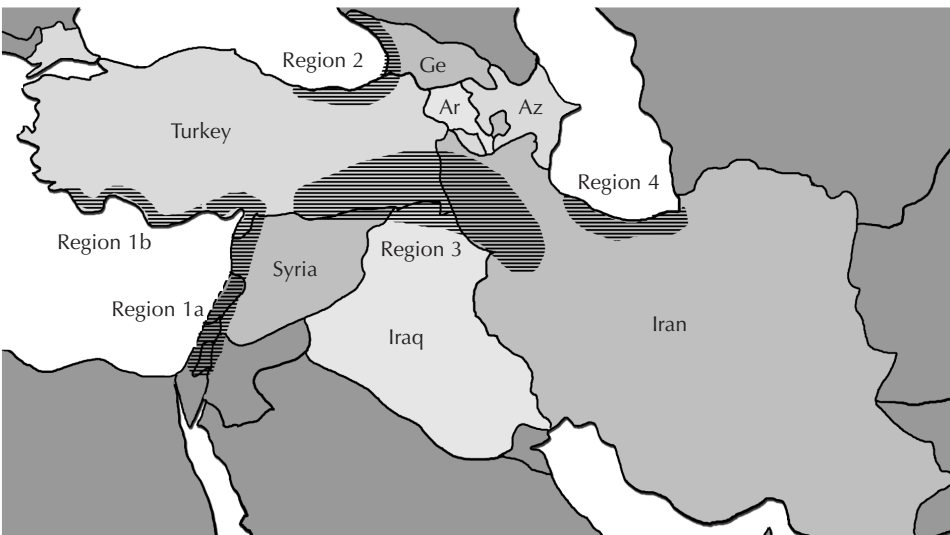 Region 2
Ge
Ar
Az
Turkey
Region 4
Region 1b
Region 3
Syria
Region 1a
Iraq
Iran